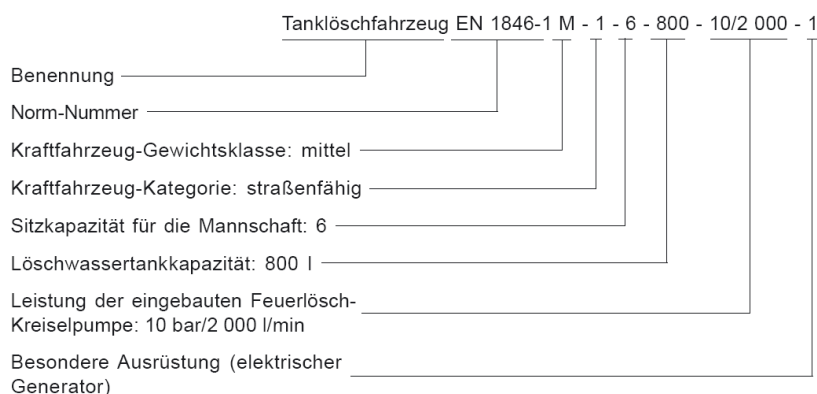 Tanklöschfahrzeug EN 1846-1 M - 1 - 6 - 800 - 10/2 000 - 1
Benennung
Norm-Nummer
Kraftfahrzeug-Gewichtsklasse: mittel
Kraftfahrzeug-Kategorie: straßenfähig
Sitzkapazität für die Mannschaft: 6
Löschwassertankkapazität: 800 l
Leistung der eingebauten Feuerlösch-
Kreiselpumpe: 10 bar/2 000 l/min
Besondere Ausrüstung (elektrischer
Generator)